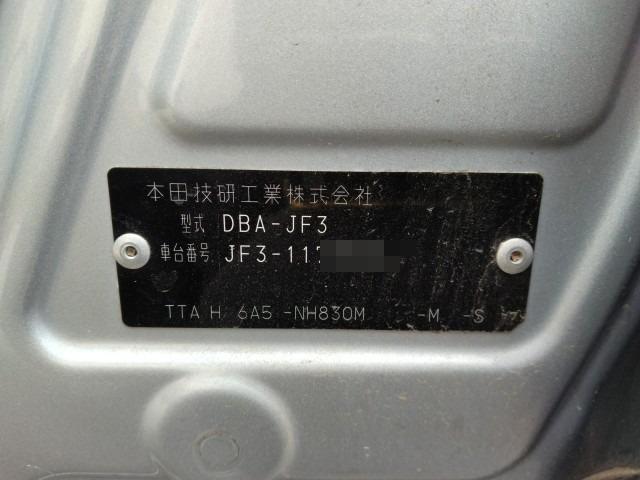 本田技研工業株式会社
型式 DBA-JF3
車台番号 JF3-117
TTA H 6A5 -NH830M -M -S